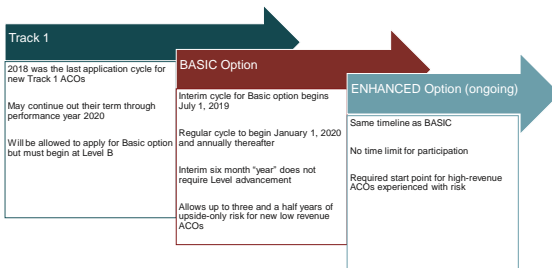 Track 1
2018 was the last application cycle for
new Track 1 ACOs
May continue out their term through
performance year 2020
Will be allowed to apply for Basic option
but must begin at Level B
BASIC Option
Interim cycle for Basic option begins
July 1, 2019
Regular cycle to begin January 1, 2020
and annually thereafter
Interim six month “year” does not
require Level advancement
Allows up to three and a half years of
upside-only risk for new low revenue
ACOs
ENHANCED Option (ongoing)
Same timeline as BASIC
No time limit for participation
Required start point for high-revenue
ACOs experienced with risk